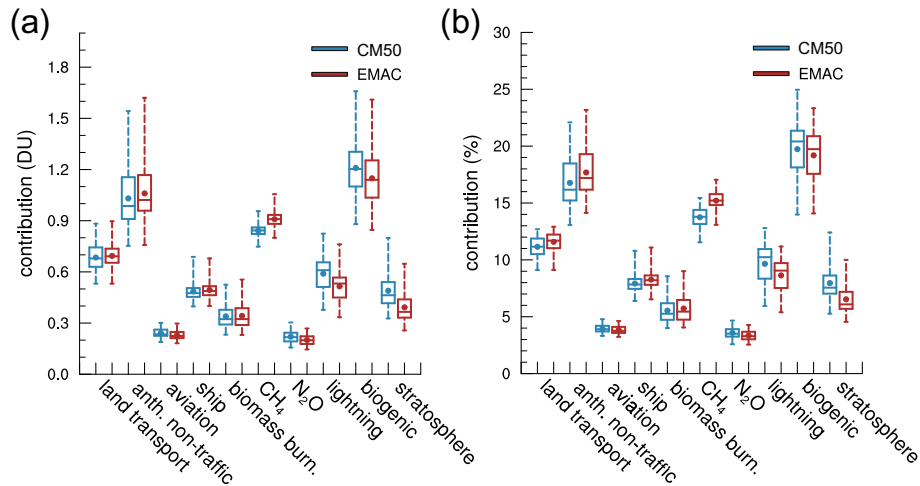 (a)
CM50
EMAC
contribution (DU)
1.8
1.5
1.2
0.9
0.6
0.3
0.0
land transport
anth. non-traffic
aviation
ship
biomass burn.
CH₄
N₂O
lightning
biogenic
stratosphere
(b)
CM50
EMAC
contribution (%)
30
25
20
15
10
5
0
land transport
anth. non-traffic
aviation
ship
biomass burn.
CH₄
N₂O
lightning
biogenic
stratosphere